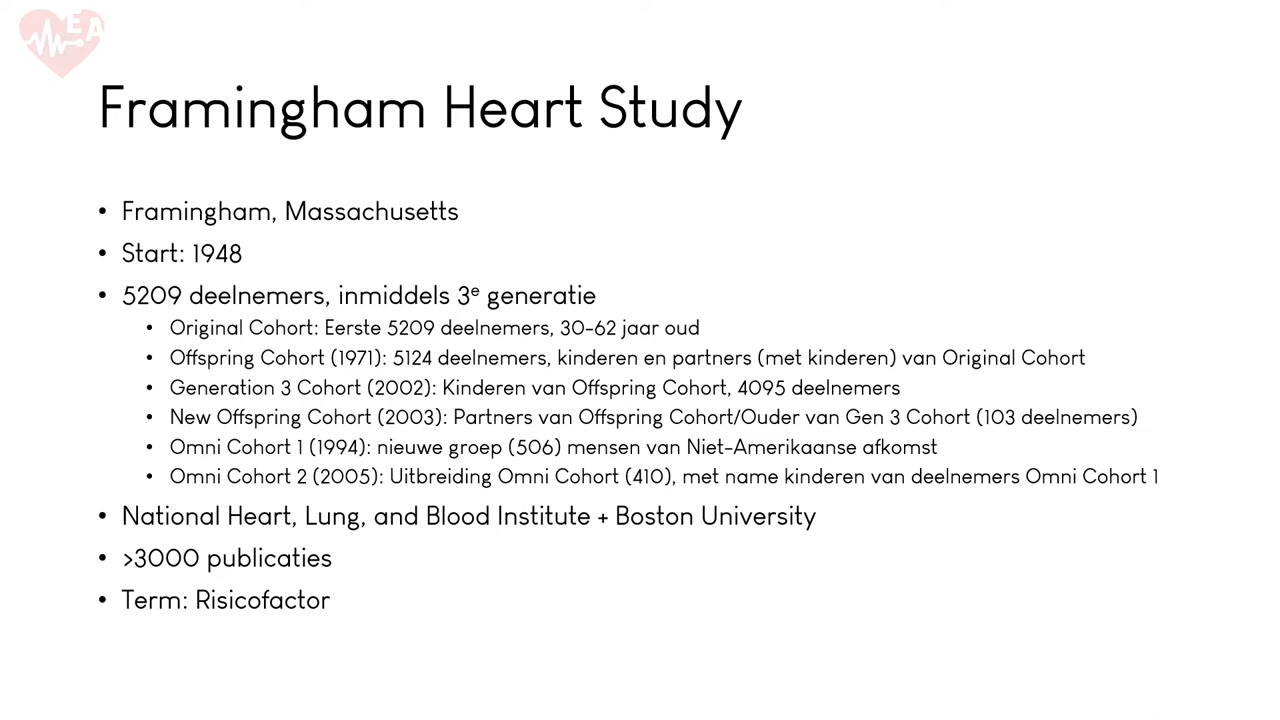 EA
Framingham Heart Study
• Framingham, Massachusetts
• Start: 1948
• 5209 deelnemers, inmiddels 3ᵉ generatie
• Original Cohort: Eerste 5209 deelnemers, 30-62 jaar oud
• Offspring Cohort (1971): 5124 deelnemers, kinderen en partners (met kinderen) van Original Cohort
• Generation 3 Cohort (2002): Kinderen van Offspring Cohort, 4095 deelnemers
• New Offspring Cohort (2003): Partners van Offspring Cohort/Ouder van Gen 3 Cohort (103 deelnemers)
• Omni Cohort 1 (1994): nieuwe groep (506) mensen van Niet-Amerikaanse afkomst
• Omni Cohort 2 (2005): Uitbreiding Omni Cohort (410), met name kinderen van deelnemers Omni Cohort 1
• National Heart, Lung, and Blood Institute + Boston University
• >3000 publicaties
• Term: Risicofactor